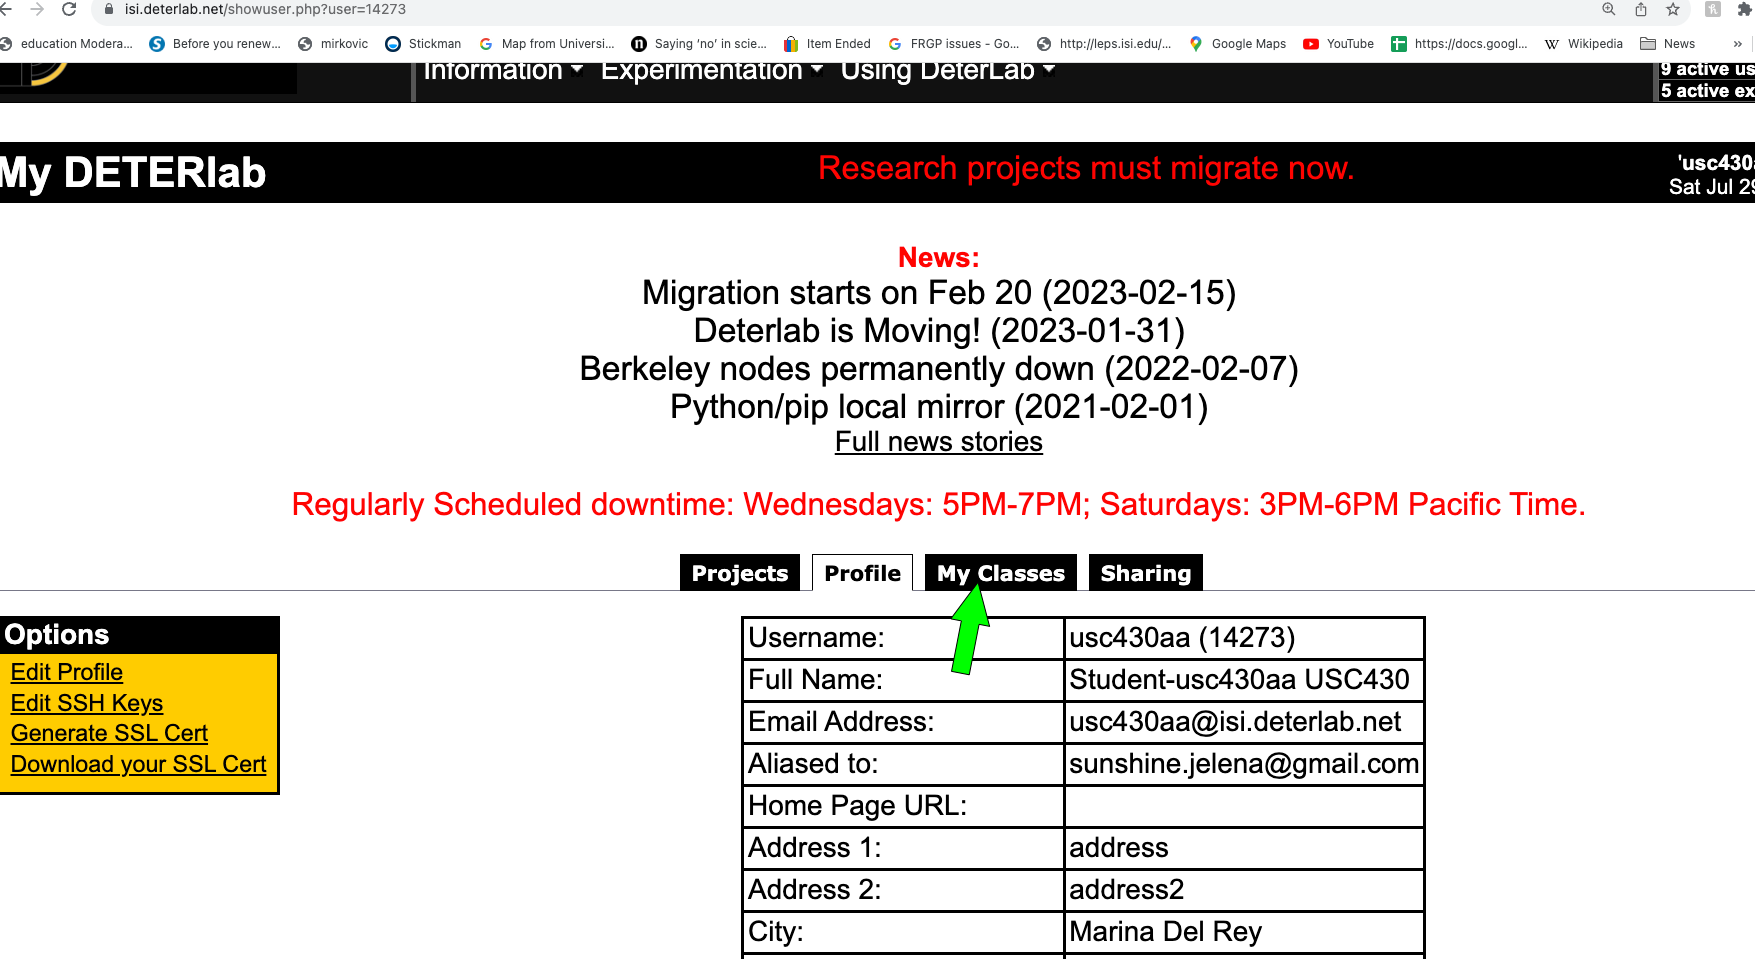 isi.deterlab.net/showuser.php?user=14273
education Modera... Before you renew... mirkovic Stickman Map from Universi... Saying ‘no’ in scie... Item Ended FRGP issues - Go... http://leps.isi.edu/... Google Maps YouTube https://docs.googl... Wikipedia News »
Information Experimentation Using DeterLab
9 active us
5 active ex
My DETERlab
Research projects must migrate now.
'usc430a
Sat Jul 29
News:
Migration starts on Feb 20 (2023-02-15)
Deterlab is Moving! (2023-01-31)
Berkeley nodes permanently down (2022-02-07)
Python/pip local mirror (2021-02-01)
Full news stories
Regularly Scheduled downtime: Wednesdays: 5PM-7PM; Saturdays: 3PM-6PM Pacific Time.
Projects Profile My Classes Sharing
Options
Edit Profile
Edit SSH Keys
Generate SSL Cert
Download your SSL Cert
Username: usc430aa (14273)
Full Name: Student-usc430aa USC430
Email Address: usc430aa@isi.deterlab.net
Aliased to: sunshine.jelena@gmail.com
Home Page URL:
Address 1: address
Address 2: address2
City: Marina Del Rey